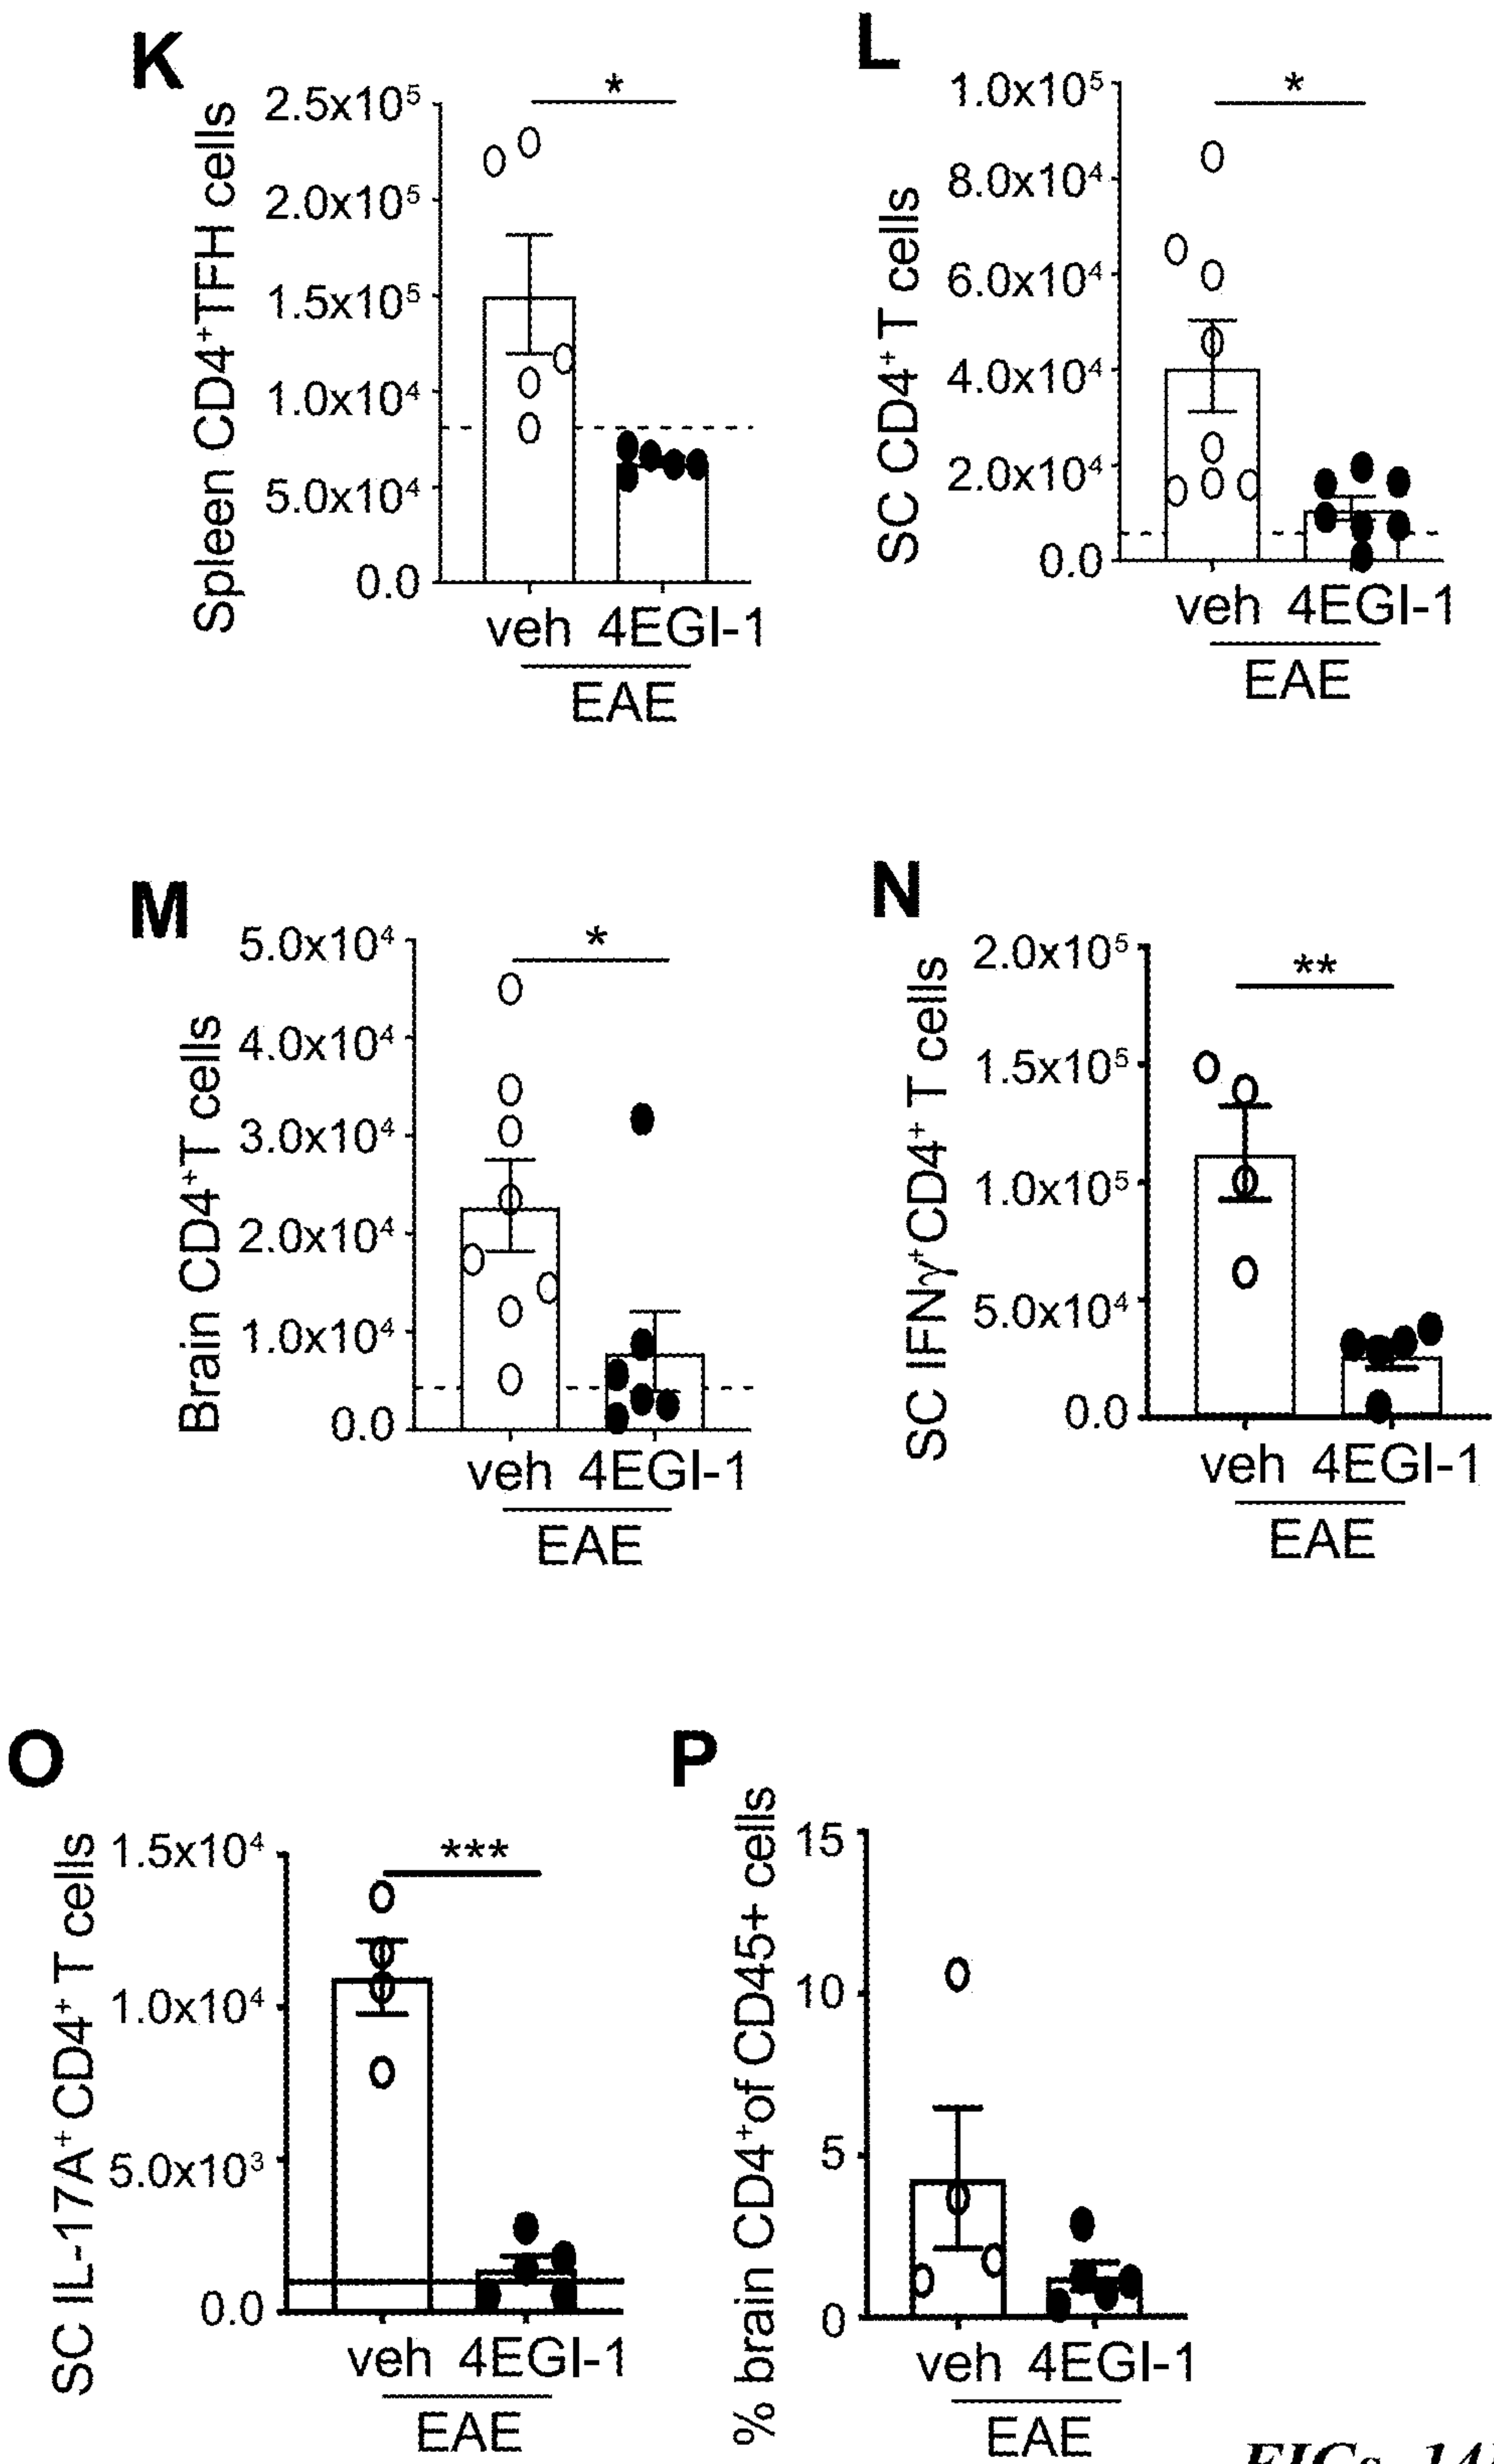 K
Spleen CD4⁺TFH cells
2.5x10⁵
2.0x10⁵
1.5x10⁵
1.0x10⁴
5.0x10⁴
0.0
*
veh 4EGI-1
EAE
L
SC CD4⁺ T cells
1.0x10⁵
8.0x10⁴
6.0x10⁴
4.0x10⁴
2.0x10⁴
0.0
*
veh 4EGI-1
EAE
M
Brain CD4⁺T cells
5.0x10⁴
4.0x10⁴
3.0x10⁴
2.0x10⁴
1.0x10⁴
0.0
*
veh 4EGI-1
EAE
N
SC IFNγ⁺CD4⁺ T cells
2.0x10⁵
1.5x10⁵
1.0x10⁵
5.0x10⁴
0.0
**
veh 4EGI-1
EAE
O
SC IL-17A⁺ CD4⁺ T cells
1.5x10⁴
1.0x10⁴
5.0x10³
0.0
***
veh 4EGI-1
EAE
P
% brain CD4⁺of CD45+ cells
15
10
5
0
veh 4EGI-1
EAE